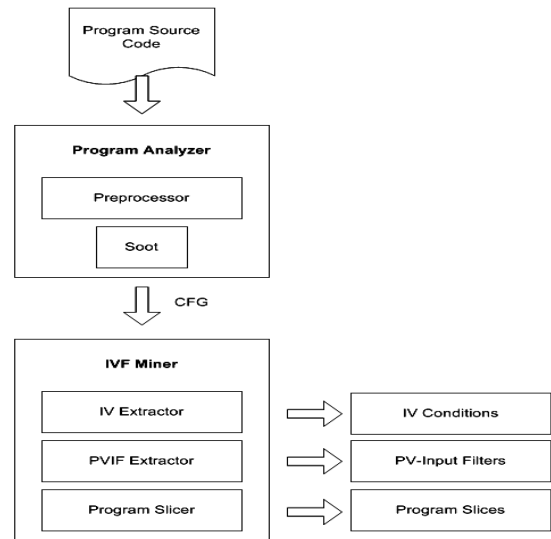 Program Source
Code
Program Analyzer
Preprocessor
Soot
CFG
IVF Miner
IV Extractor
IV Conditions
PVIF Extractor
PV-Input Filters
Program Slicer
Program Slices